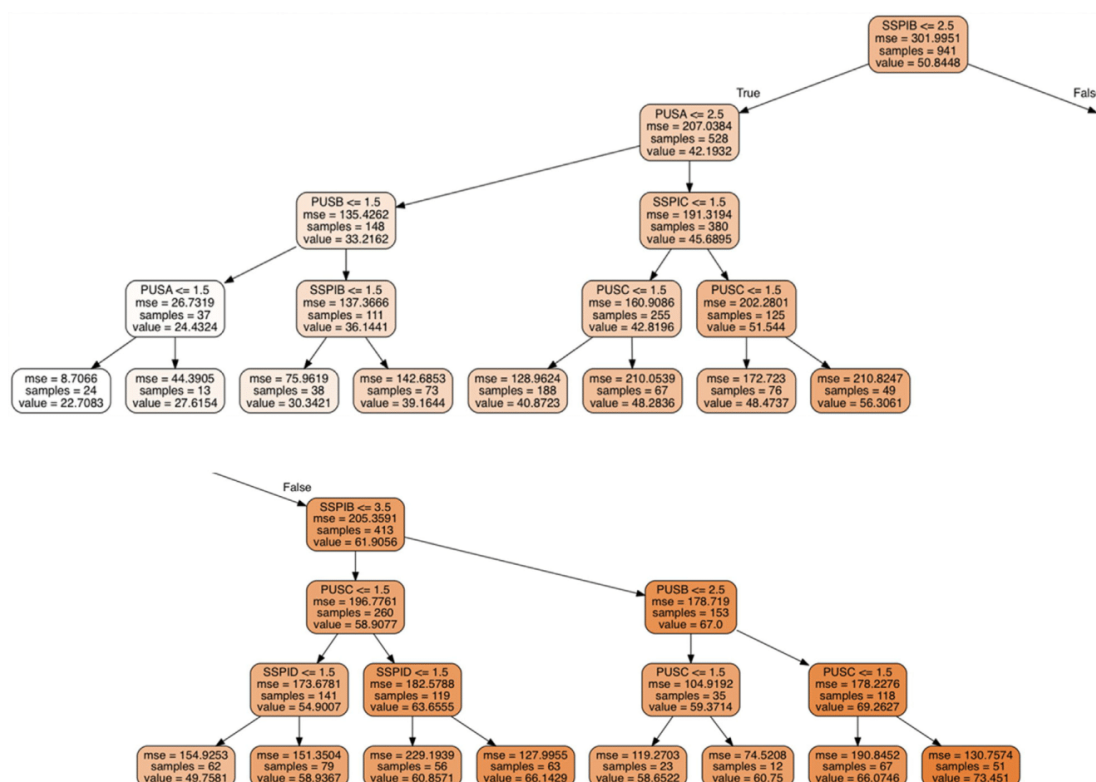 SSPIB <= 2.5
mse = 301.9951
samples = 941
value = 50.8448
True
False
PUSA <= 2.5
mse = 207.0384
samples = 528
value = 42.1932
PUSB <= 1.5
mse = 135.4262
samples = 148
value = 33.2162
SSPIC <= 1.5
mse = 191.3194
samples = 380
value = 45.6895
PUSA <= 1.5
mse = 26.7319
samples = 37
value = 24.4324
SSPIB <= 1.5
mse = 137.3666
samples = 111
value = 36.1441
PUSC <= 1.5
mse = 160.9086
samples = 255
value = 42.8196
PUSC <= 1.5
mse = 202.2801
samples = 125
value = 51.544
mse = 8.7066
samples = 24
value = 22.7083
mse = 44.3905
samples = 13
value = 27.6154
mse = 75.9619
samples = 38
value = 30.3421
mse = 142.6853
samples = 73
value = 39.1644
mse = 128.9624
samples = 188
value = 40.8723
mse = 210.0539
samples = 67
value = 48.2836
mse = 172.723
samples = 76
value = 48.4737
mse = 210.8247
samples = 49
value = 56.3061
False
SSPIB <= 3.5
mse = 205.3591
samples = 413
value = 61.9056
PUSC <= 1.5
mse = 196.7761
samples = 260
value = 58.9077
PUSB <= 2.5
mse = 178.719
samples = 153
value = 67.0
SSPID <= 1.5
mse = 173.6781
samples = 141
value = 54.9007
SSPID <= 1.5
mse = 182.5788
samples = 119
value = 63.6555
PUSC <= 1.5
mse = 104.9192
samples = 35
value = 59.3714
PUSC <= 1.5
mse = 178.2276
samples = 118
value = 69.2627
mse = 154.9253
samples = 62
value = 49.7581
mse = 151.3504
samples = 79
value = 58.9367
mse = 229.1939
samples = 56
value = 60.8571
mse = 127.9955
samples = 63
value = 66.1429
mse = 119.2703
samples = 23
value = 58.6522
mse = 74.5208
samples = 12
value = 60.75
mse = 190.8452
samples = 67
value = 66.0746
mse = 130.7574
samples = 51
value = 73.451